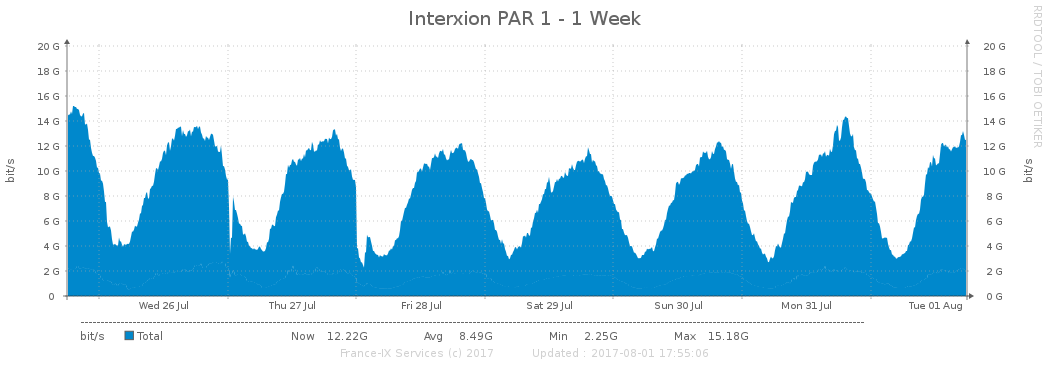 Interxion PAR 1 - 1 Week
RRDTOOL / TOBI OETIKER
bit/s
20 G 20 G
18 G 18 G
16 G 16 G
14 G 14 G
12 G 12 G
10 G 10 G
8 G 8 G
6 G 6 G
4 G 4 G
2 G 2 G
0 0 G
bit/s
Wed 26 Jul Thu 27 Jul Fri 28 Jul Sat 29 Jul Sun 30 Jul Mon 31 Jul Tue 01 Aug
bit/s Total Now 12.22G Avg 8.49G Min 2.25G Max 15.18G
France-IX Services (c) 2017 Updated : 2017-08-01 17:55:06